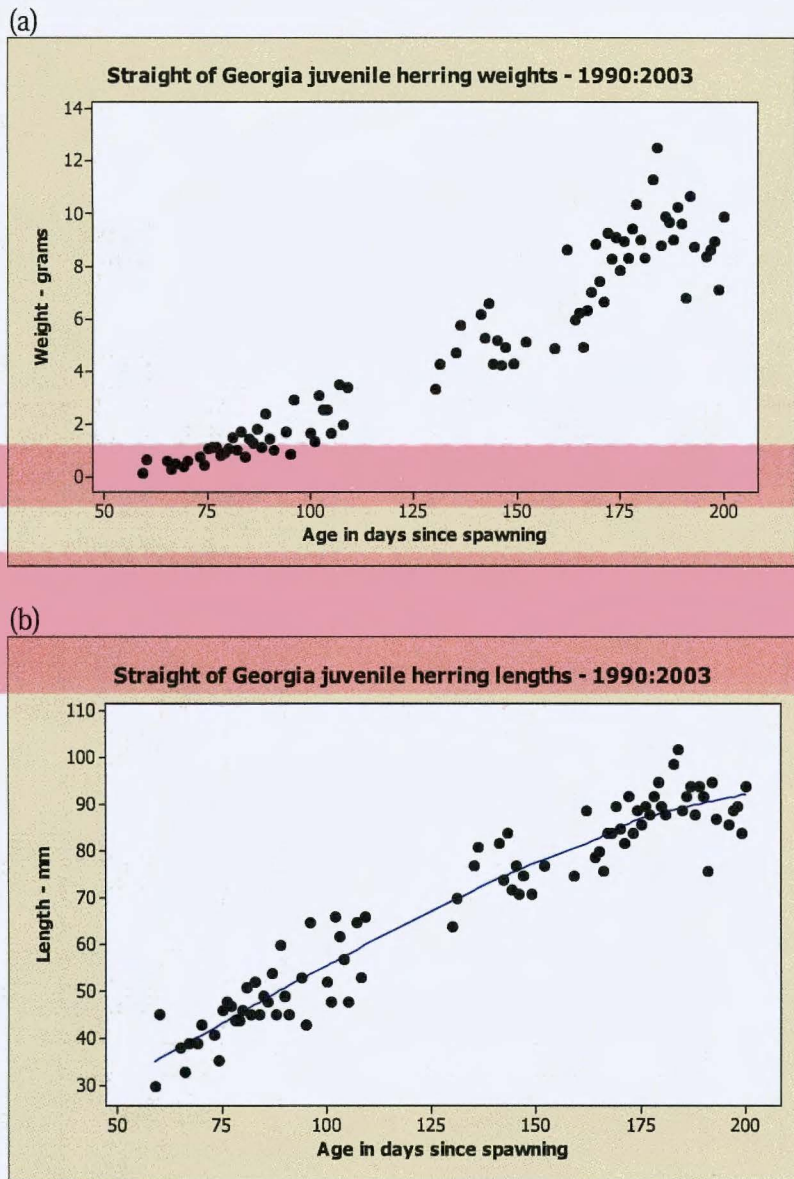 (a)
Straight of Georgia juvenile herring weights - 1990:2003
14
12
10
8
6
4
2
0
Weight - grams
50 75 100 125 150 175 200
Age in days since spawning
(b)
Straight of Georgia juvenile herring lengths - 1990:2003
110
100
90
80
70
60
50
40
30
Length - mm
50 75 100 125 150 175 200
Age in days since spawning